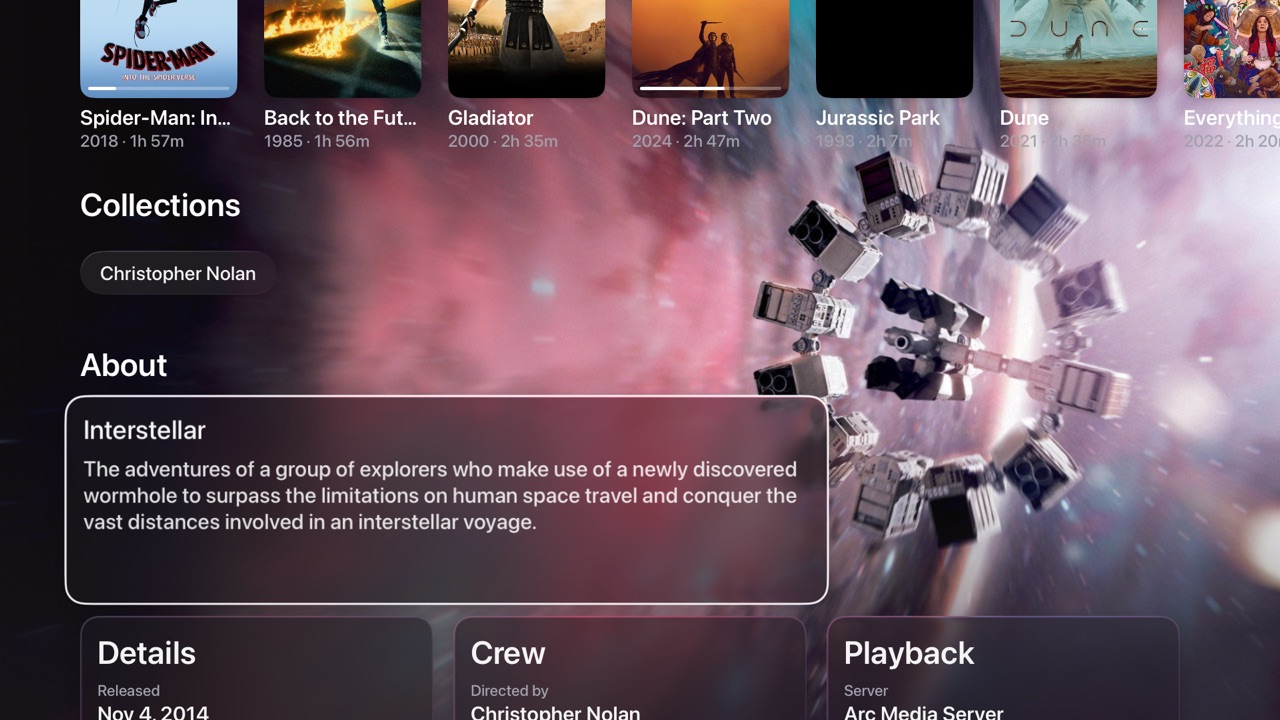 SPIDER-MAN
INTO THE SPIDER-VERSE
DUNE
Spider-Man: In...
Back to the Fut...
Gladiator
Dune: Part Two
Jurassic Park
Dune
Everything
2018 · 1h 57m
1985 · 1h 56m
2000 · 2h 35m
2024 · 2h 47m
1993 · 2h 7m
2021 · 2h 35m
2022 · 2h 20m
Collections
Christopher Nolan
About
Interstellar
The adventures of a group of explorers who make use of a newly discovered
wormhole to surpass the limitations on human space travel and conquer the
vast distances involved in an interstellar voyage.
Details
Crew
Playback
Released
Directed by
Server
Nov 4, 2014
Christopher Nolan
Arc Media Server